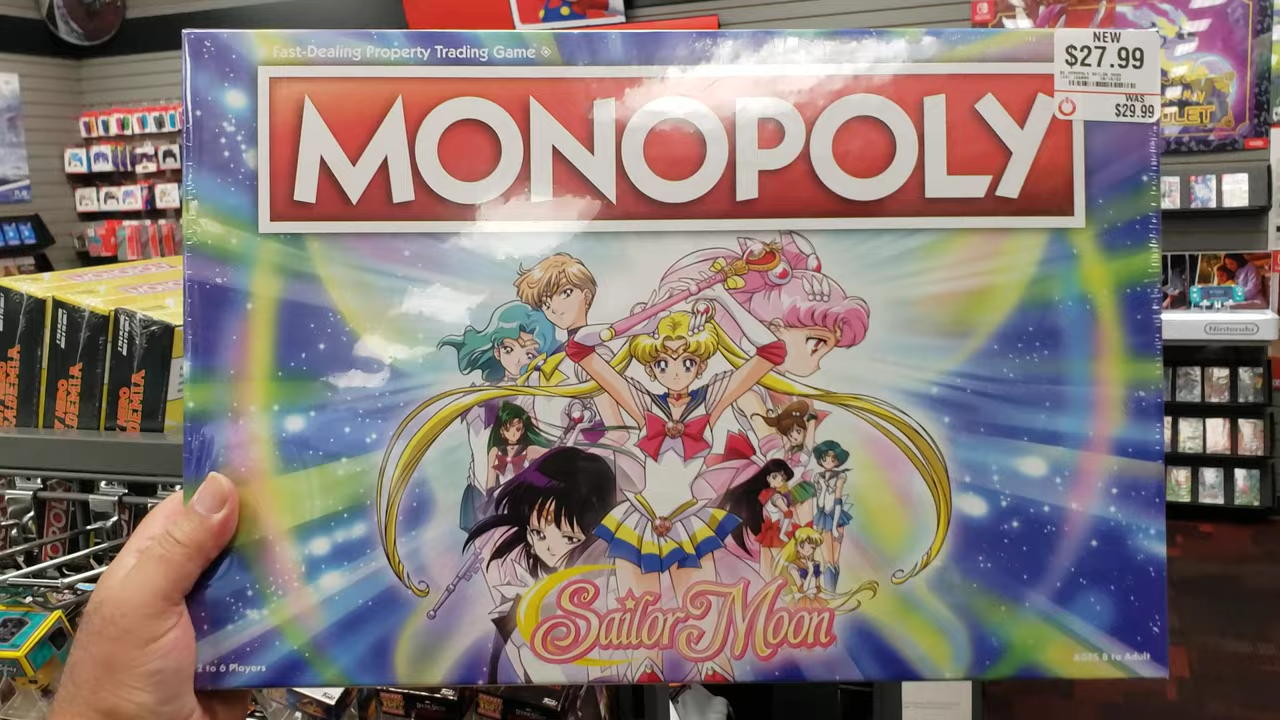 Fast-Dealing Property Trading Game
MONOPOLY
NEW
$27.99
WAS
$29.99
Sailor Moon
2 to 6 Players
AGES 8 to Adult
Nintendo